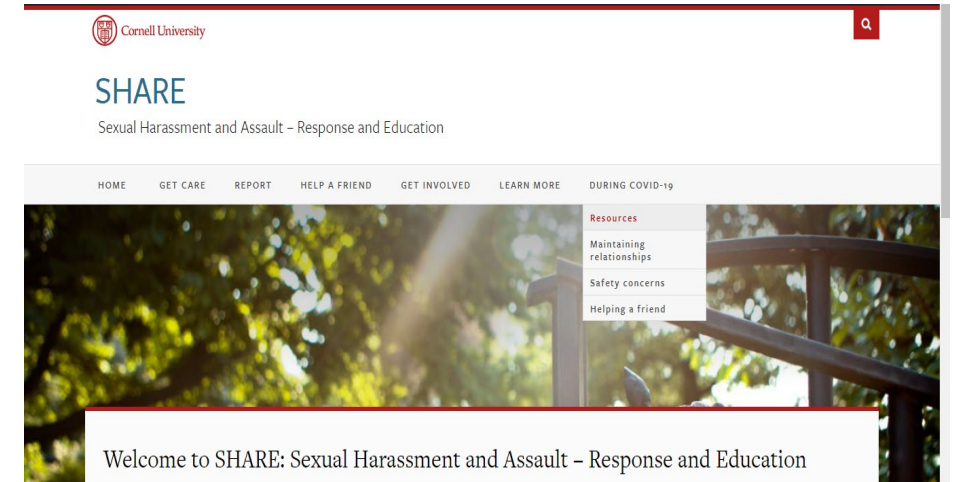 Cornell University
SHARE
Sexual Harassment and Assault – Response and Education
HOME GET CARE REPORT HELP A FRIEND GET INVOLVED LEARN MORE DURING COVID-19
Resources
Maintaining
relationships
Safety concerns
Helping a friend
Welcome to SHARE: Sexual Harassment and Assault – Response and Education